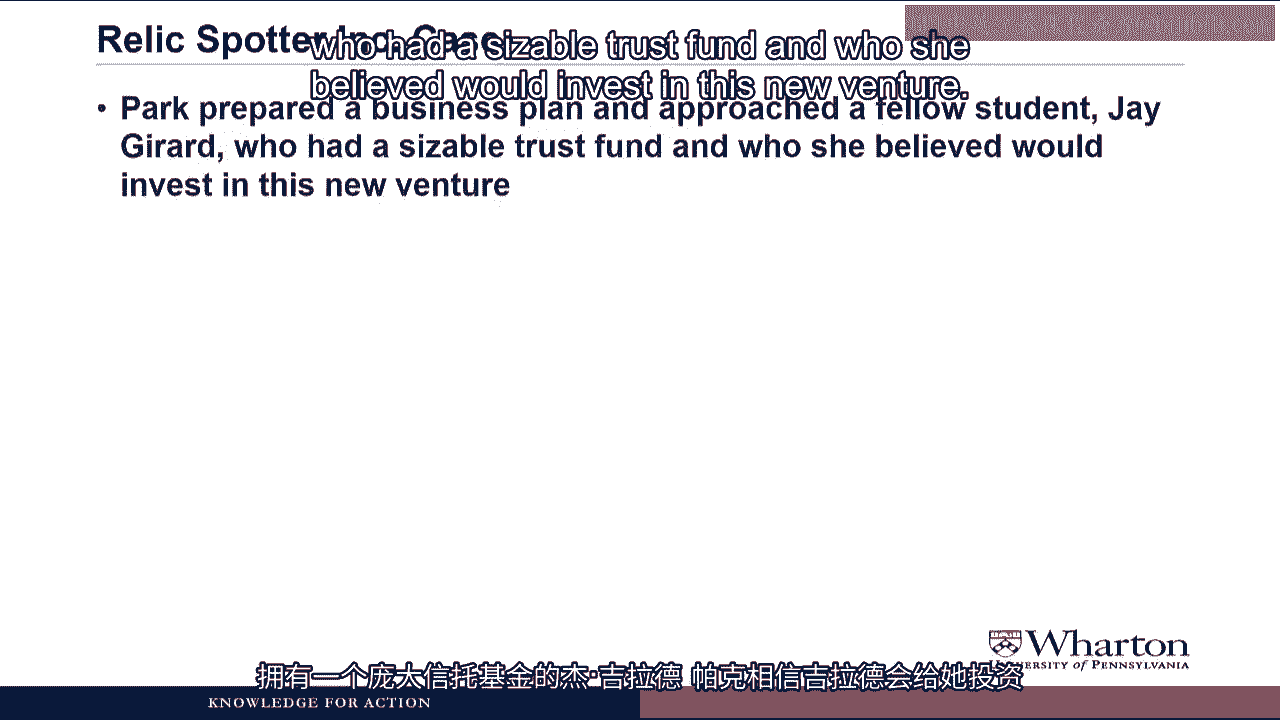 Relic Spotter Inc. Case
who had a sizable trust fund and who she
believed would invest in this new venture.
• Park prepared a business plan and approached a fellow student, Jay
Girard, who had a sizable trust fund and who she believed would
invest in this new venture
Wharton
UNIVERSITY of PENNSYLVANIA
拥有一个庞大信托基金的杰·吉拉德 帕克相信吉拉德会给她投资
KNOWLEDGE FOR ACTION